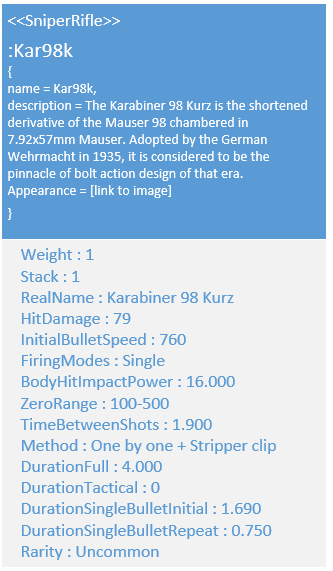 <<SniperRifle>>
:Kar98k
{
name = Kar98k,
description = The Karabiner 98 Kurz is the shortened
derivative of the Mauser 98 chambered in
7.92x57mm Mauser. Adopted by the German
Wehrmacht in 1935, it is considered to be the
pinnacle of bolt action design of that era.
Appearance = [link to image]
}
Weight : 1
Stack : 1
RealName : Karabiner 98 Kurz
HitDamage : 79
InitialBulletSpeed : 760
FiringModes : Single
BodyHitImpactPower : 16.000
ZeroRange : 100-500
TimeBetweenShots : 1.900
Method : One by one + Stripper clip
DurationFull : 4.000
DurationTactical : 0
DurationSingleBulletInitial : 1.690
DurationSingleBulletRepeat : 0.750
Rarity : Uncommon